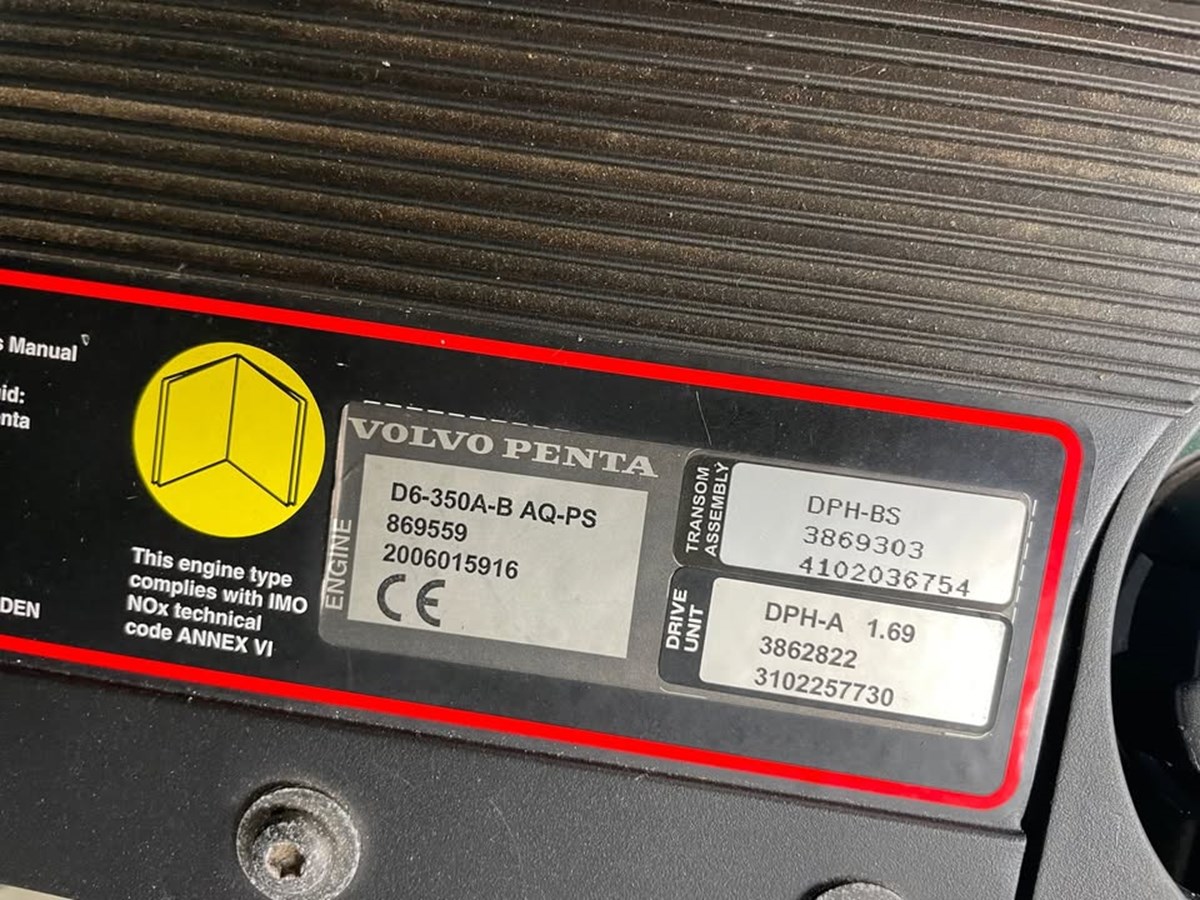 s Manual
id:
nta
DEN
This engine type
complies with IMO
NOx technical
code ANNEX VI
VOLVO PENTA
ENGINE
D6-350A-B AQ-PS
869559
2006015916
CE
TRANSOM
ASSEMBLY
DPH-BS
3869303
4102036754
DRIVE
UNIT
DPH-A 1.69
3862822
3102257730